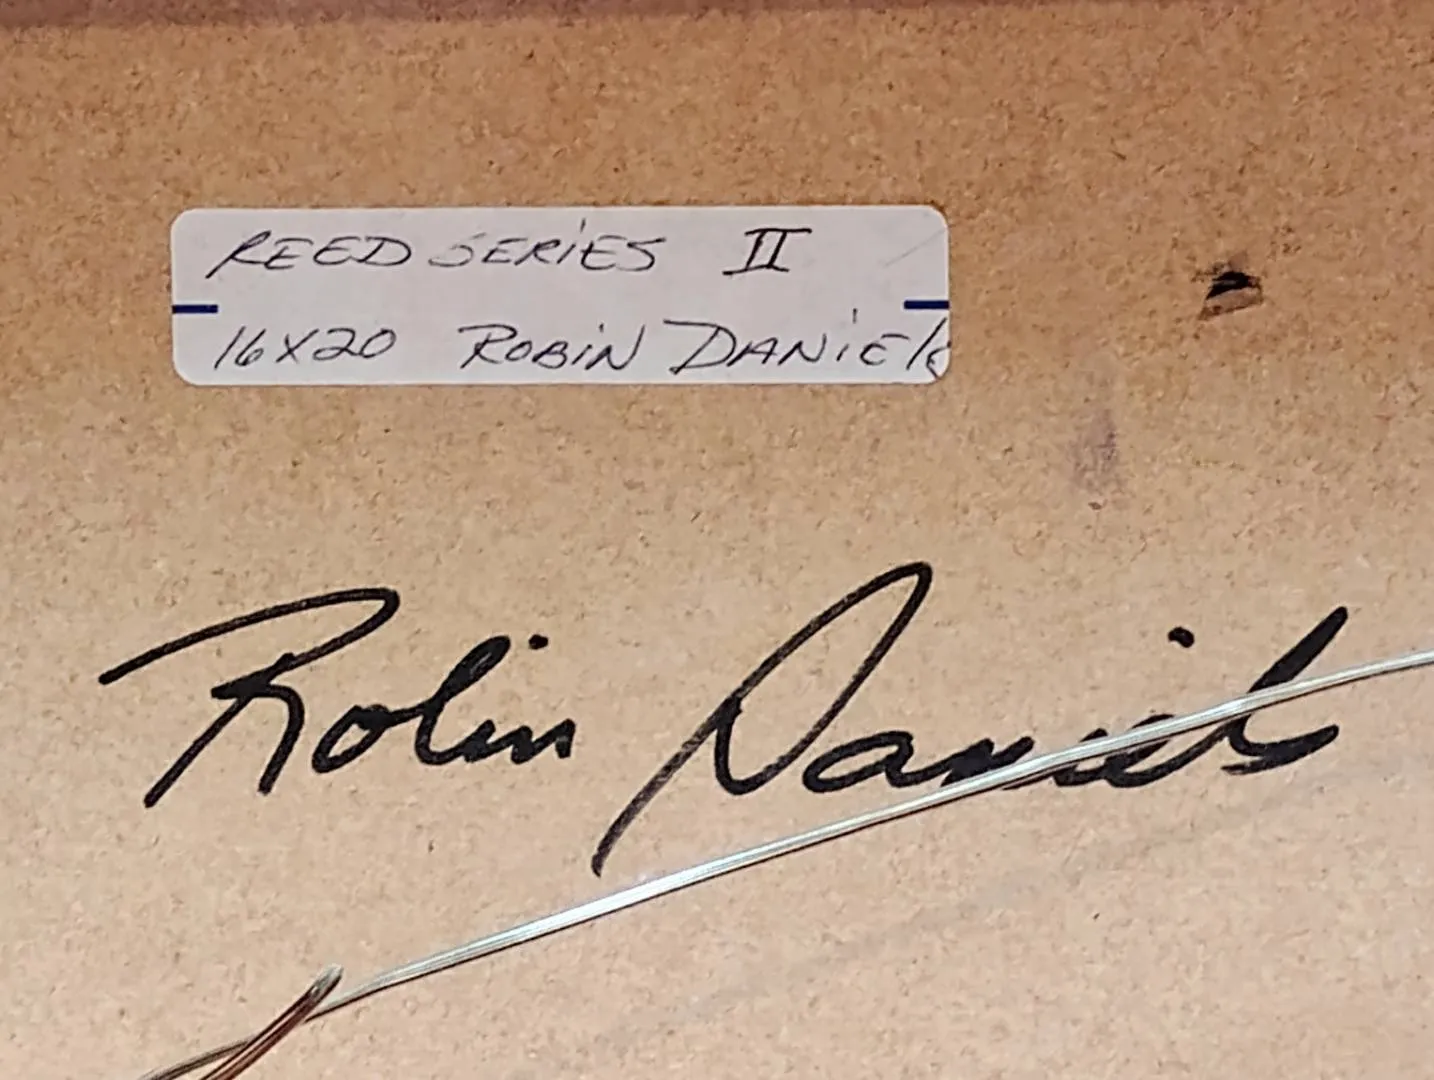 REED SERiES II
16X20 ROBiN DANiELS
Robin Daniels